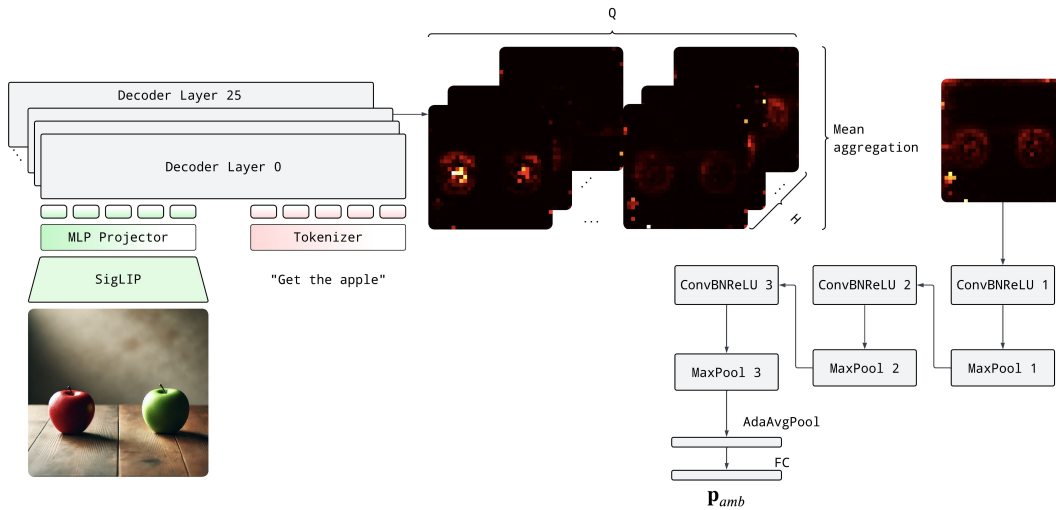 Q
Decoder Layer 25
Decoder Layer 0
...
...
...
...
H
Mean
aggregation
MLP Projector
Tokenizer
SigLIP
"Get the apple"
ConvBNReLU 3
ConvBNReLU 2
ConvBNReLU 1
MaxPool 3
MaxPool 2
MaxPool 1
AdaAvgPool
FC
p_amb